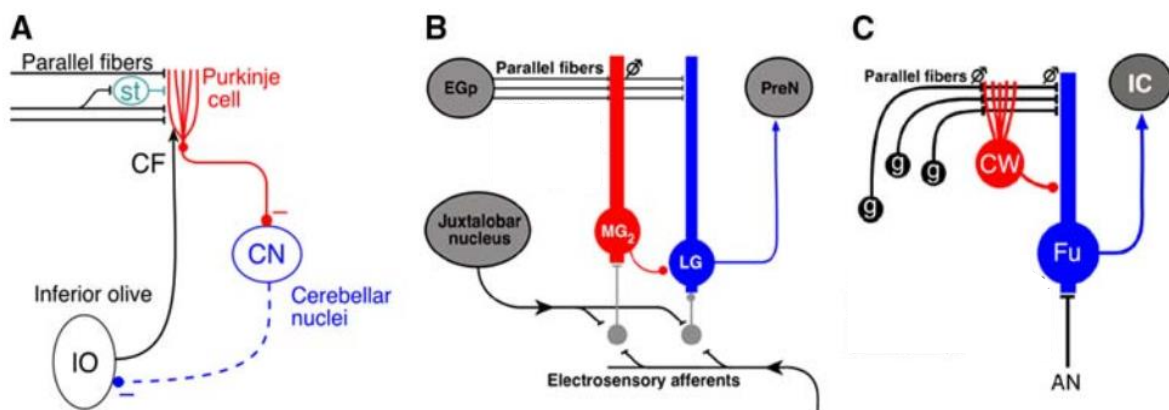 A
Parallel fibers
st
Purkinje
cell
CF
−
CN
Inferior olive
Cerebellar
nuclei
IO
−
B
EGp
Parallel fibers
PreN
Juxtalobar
nucleus
MG₂
LG
Electrosensory afferents
C
Parallel fibers
IC
g
g
g
CW
Fu
AN